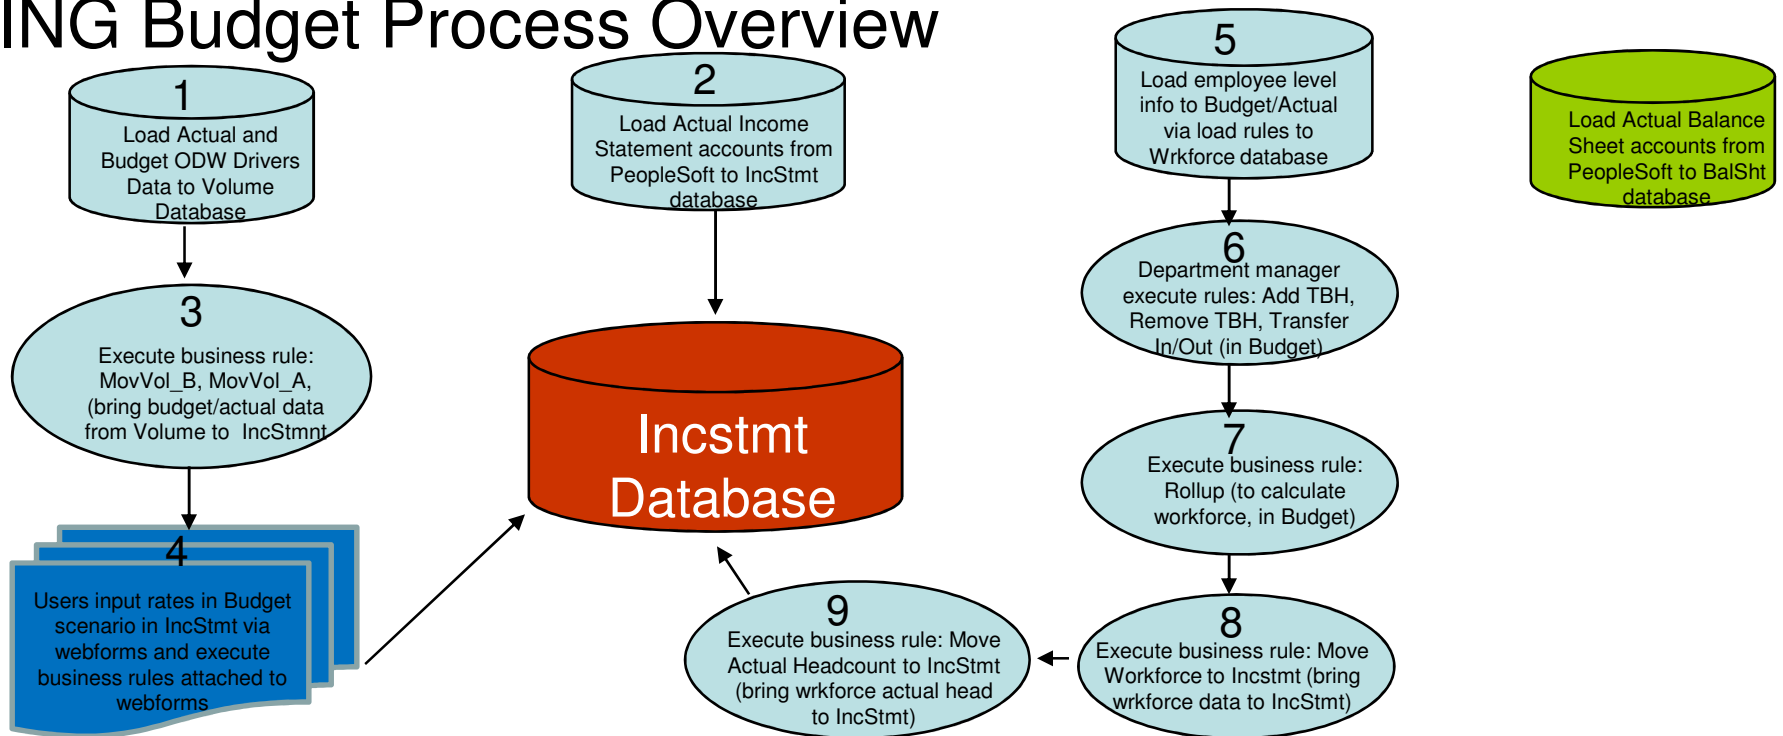 ING Budget Process Overview
1
Load Actual and
Budget ODW Drivers
Data to Volume
Database
2
Load Actual Income
Statement accounts from
PeopleSoft to IncStmt
database
5
Load employee level
info to Budget/Actual
via load rules to
Wrkforce database
Load Actual Balance
Sheet accounts from
PeopleSoft to BalSht
database
3
Execute business rule:
MovVol_B, MovVol_A,
(bring budget/actual data
from Volume to IncStmnt
4
Users input rates in Budget
scenario in IncStmt via
webforms and execute
business rules attached to
webforms
Incstmt
Database
6
Department manager
execute rules: Add TBH,
Remove TBH, Transfer
In/Out (in Budget)
7
Execute business rule:
Rollup (to calculate
workforce, in Budget)
8
Execute business rule: Move
Workforce to Incstmt (bring
wrkforce data to IncStmt)
9
Execute business rule: Move
Actual Headcount to IncStmt
(bring wrkforce actual head
to IncStmt)